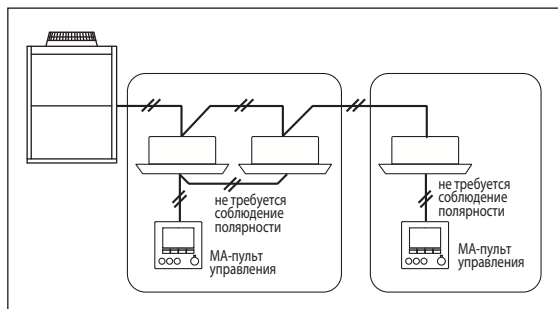 не требуется
соблюдение
полярности
МА-пульт
управления
не требуется
соблюдение
полярности
МА-пульт
управления